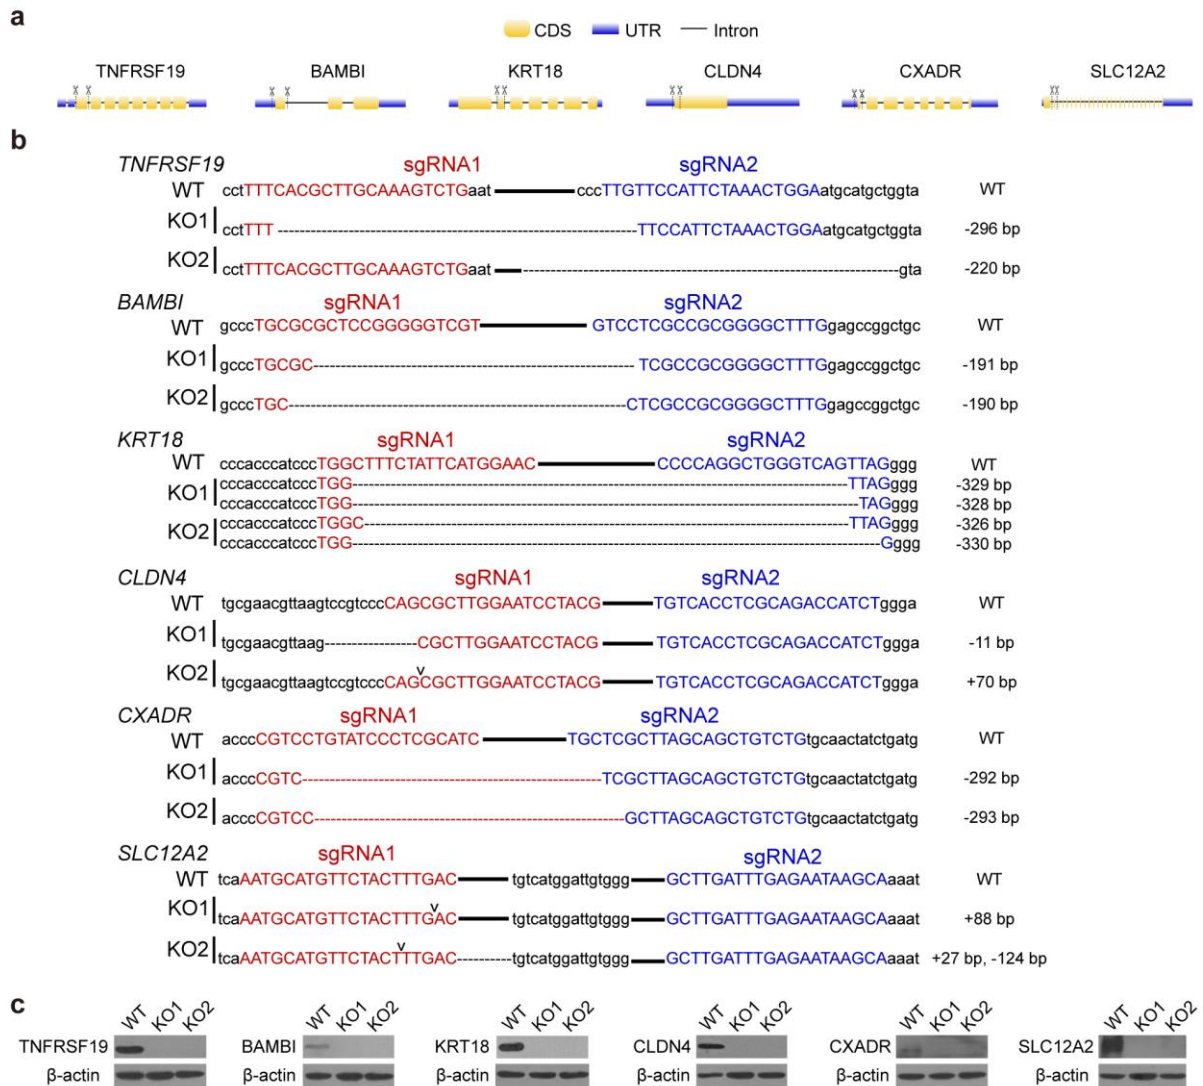 a
CDS UTR Intron
TNFRSF19 BAMBI KRT18 CLDN4 CXADR SLC12A2
b
TNFRSF19 sgRNA1 sgRNA2
WT cctTTTCACGCTTGCAAAGTCTGaat cccTTGTTCCATTCTAAACTGGAatgcatgctggta WT
KO1 cctTTT TTCCATTCTAAACTGGAatgcatgctggta -296 bp
KO2 cctTTTCACGCTTGCAAAGTCTGaat gta -220 bp
BAMBI sgRNA1 sgRNA2
WT gcccTGCGCGCTCCGGGGGTCGT GTCCTCGCCGCGGGGCTTTGgagccggctgc WT
KO1 gcccTGCGC TCGCCGCGGGGCTTTGgagccggctgc -191 bp
KO2 gcccTGC CTCGCCGCGGGGCTTTGgagccggctgc -190 bp
KRT18 sgRNA1 sgRNA2
WT cccacccatcccTGGCTTTCTATTCATGGAAC CCCCAGGCTGGGTCAGTTAGggg WT
KO1 cccacccatcccTGG TTAGggg -329 bp
cccacccatcccTGG TAGggg -328 bp
KO2 cccacccatcccTGGC TTAGggg -326 bp
cccacccatcccTGG Gggg -330 bp
CLDN4 sgRNA1 sgRNA2
WT tgcgaacgttaagtccgtcccCAGCGCTTGGAATCCTACG TGTCACCTCGCAGACCATCTggga WT
KO1 tgcgaacgttaag CGCTTGGAATCCTACG TGTCACCTCGCAGACCATCTggga -11 bp
KO2 tgcgaacgttaagtccgtcccCAGCGCTTGGAATCCTACG TGTCACCTCGCAGACCATCTggga +70 bp
CXADR sgRNA1 sgRNA2
WT acccCGTCCTGTATCCCTCGCATC TGCTCGCTTAGCAGCTGTCTGtgcaactatctgatg WT
KO1 acccCGTC TCGCTTAGCAGCTGTCTGtgcaactatctgatg -292 bp
KO2 acccCGTCC GCTTAGCAGCTGTCTGtgcaactatctgatg -293 bp
SLC12A2 sgRNA1 sgRNA2
WT tcaAATGCATGTTCTACTTTGAC tgtcatggattgtggg GCTTGATTTGAGAATAAGCAaaat WT
KO1 tcaAATGCATGTTCTACTTTGAC tgtcatggattgtggg GCTTGATTTGAGAATAAGCAaaat +88 bp
KO2 tcaAATGCATGTTCTACTTTGAC tgtcatggattgtggg GCTTGATTTGAGAATAAGCAaaat +27 bp, -124 bp
c
WT KO1 KO2 WT KO1 KO2 WT KO1 KO2 WT KO1 KO2 WT KO1 KO2 WT KO1 KO2
TNFRSF19 BAMBI KRT18 CLDN4 CXADR SLC12A2
β-actin β-actin β-actin β-actin β-actin β-actin